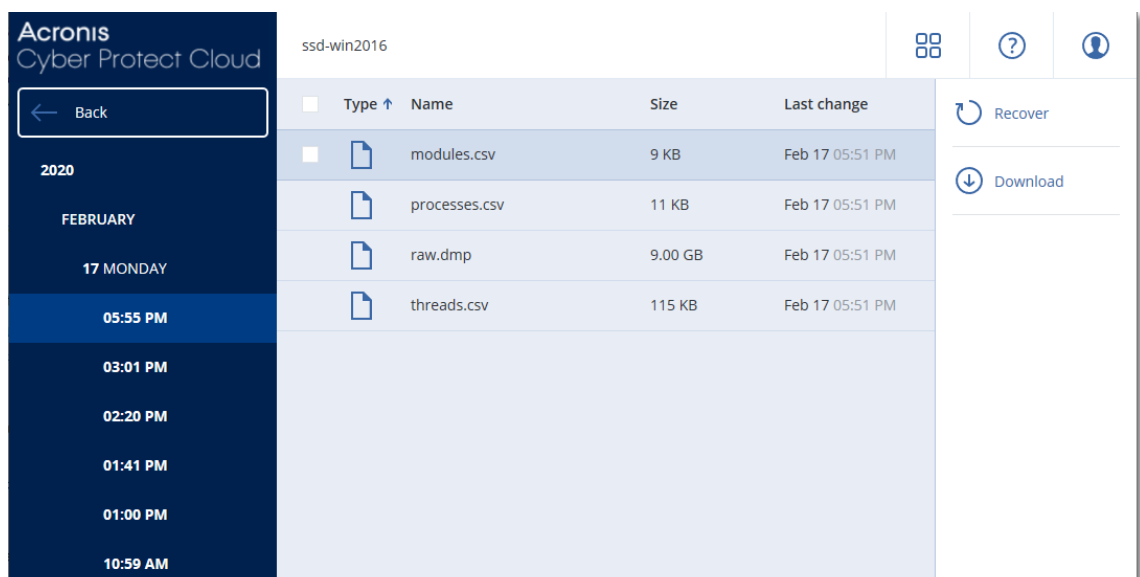 Acronis
Cyber Protect Cloud
ssd-win2016
Back
2020
FEBRUARY
17 MONDAY
05:55 PM
03:01 PM
02:20 PM
01:41 PM
01:00 PM
10:59 AM
Type Name Size Last change
modules.csv 9 KB Feb 17 05:51 PM
processes.csv 11 KB Feb 17 05:51 PM
raw.dmp 9.00 GB Feb 17 05:51 PM
threads.csv 115 KB Feb 17 05:51 PM
Recover
Download